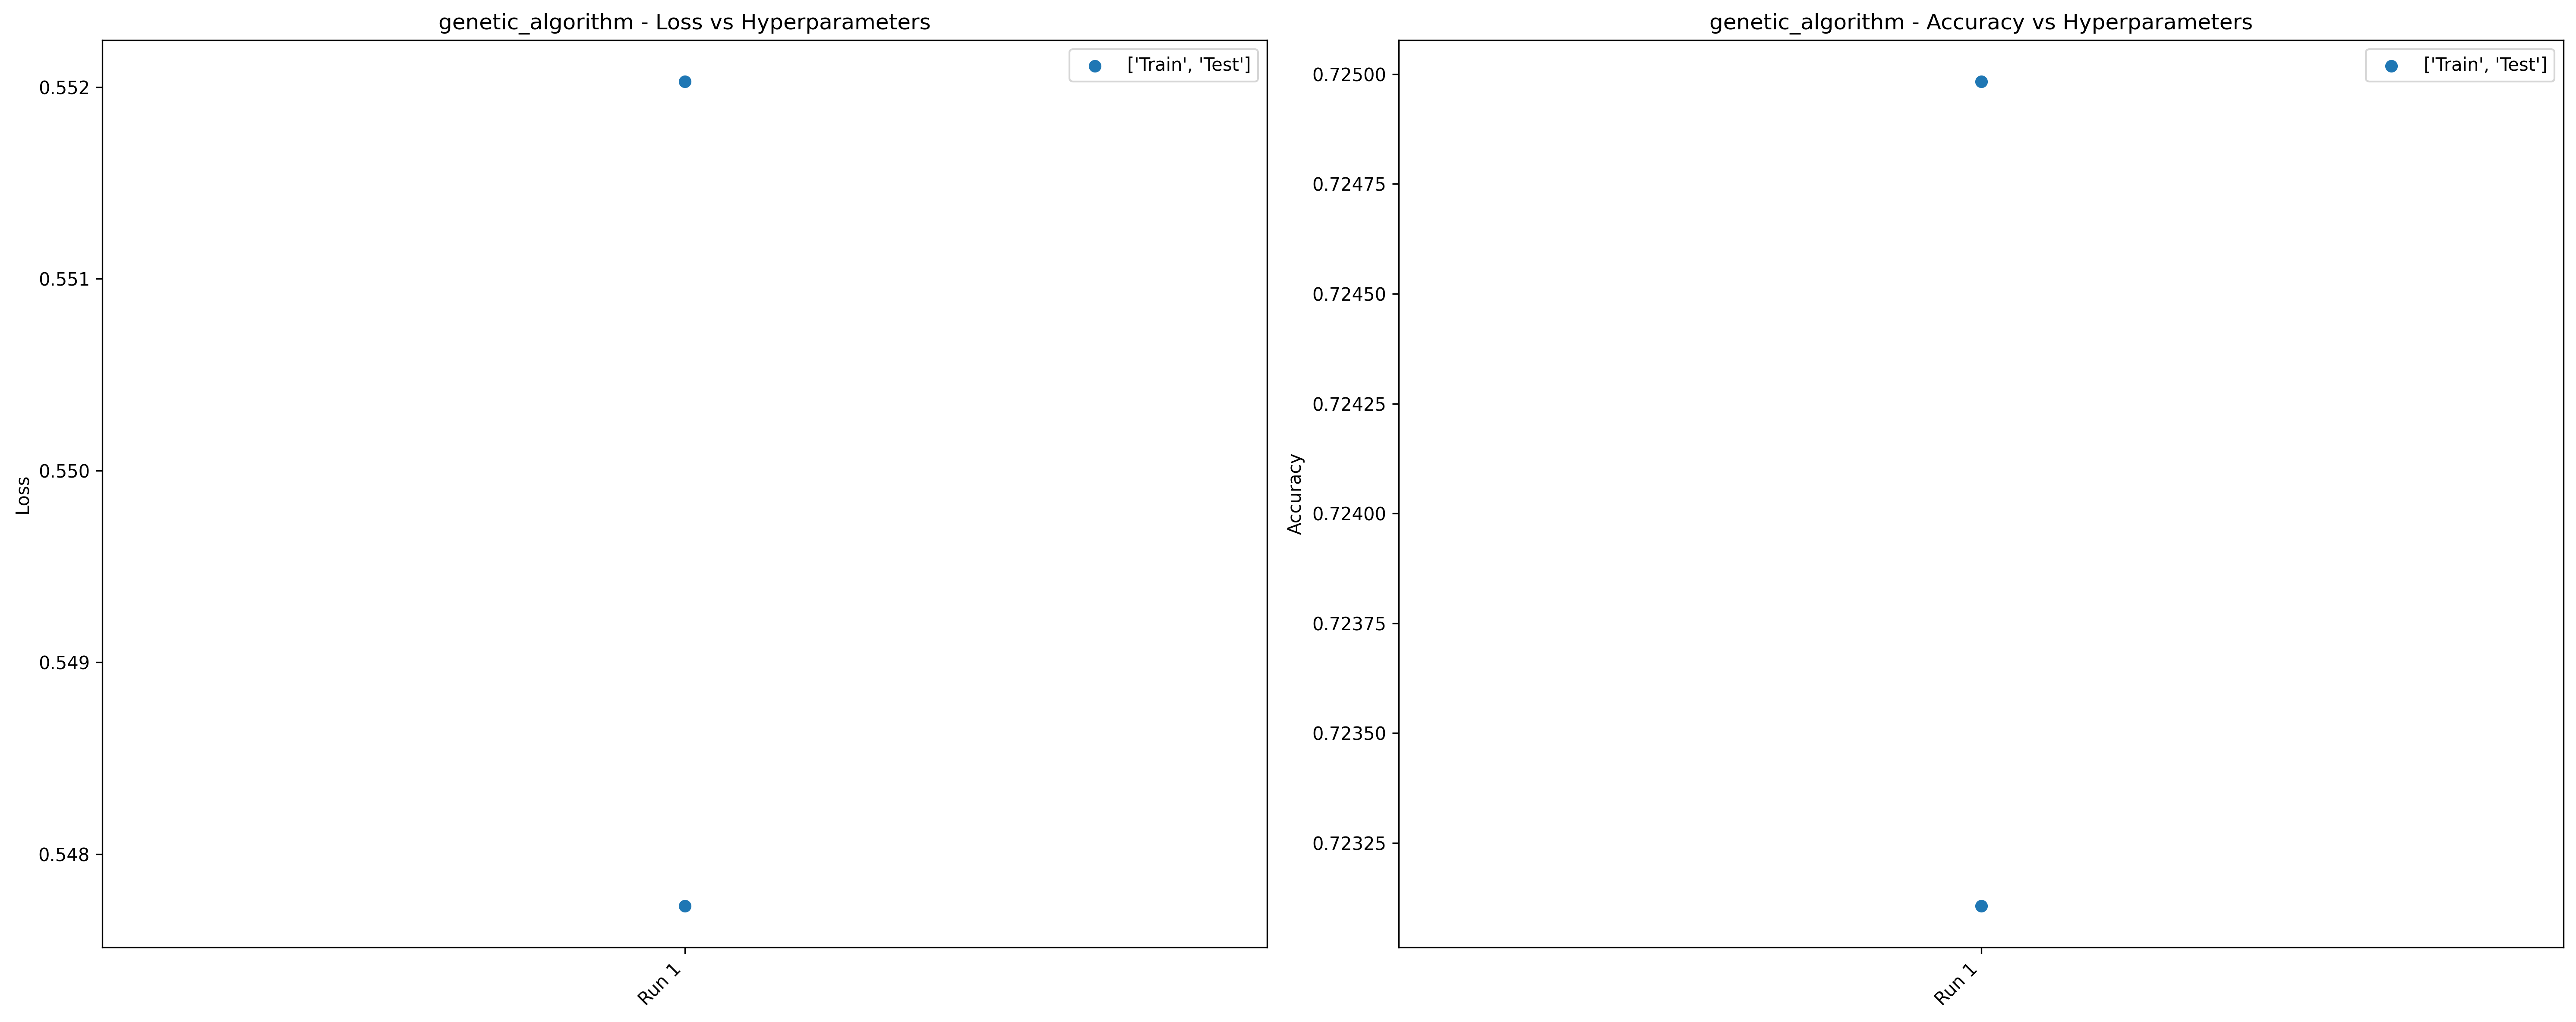 genetic_algorithm - Loss vs Hyperparameters
['Train', 'Test']
0.552
0.551
0.550
0.549
0.548
Loss
Run 1
genetic_algorithm - Accuracy vs Hyperparameters
['Train', 'Test']
0.72500
0.72475
0.72450
0.72425
0.72400
0.72375
0.72350
0.72325
Accuracy
Run 1